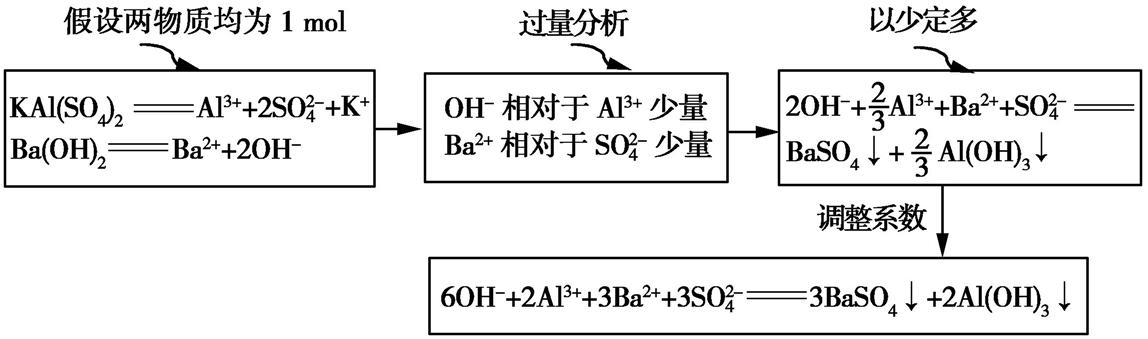 假设两物质均为 1 mol
过量分析
以少定多
KAl(SO₄)₂══Al³⁺+2SO₄²⁻+K⁺
Ba(OH)₂══Ba²⁺+2OH⁻
OH⁻ 相对于 Al³⁺ 少量
Ba²⁺ 相对于 SO₄²⁻ 少量
2OH⁻+2/3Al³⁺+Ba²⁺+SO₄²⁻══
BaSO₄↓+2/3 Al(OH)₃↓
调整系数
6OH⁻+2Al³⁺+3Ba²⁺+3SO₄²⁻══3BaSO₄↓+2Al(OH)₃↓